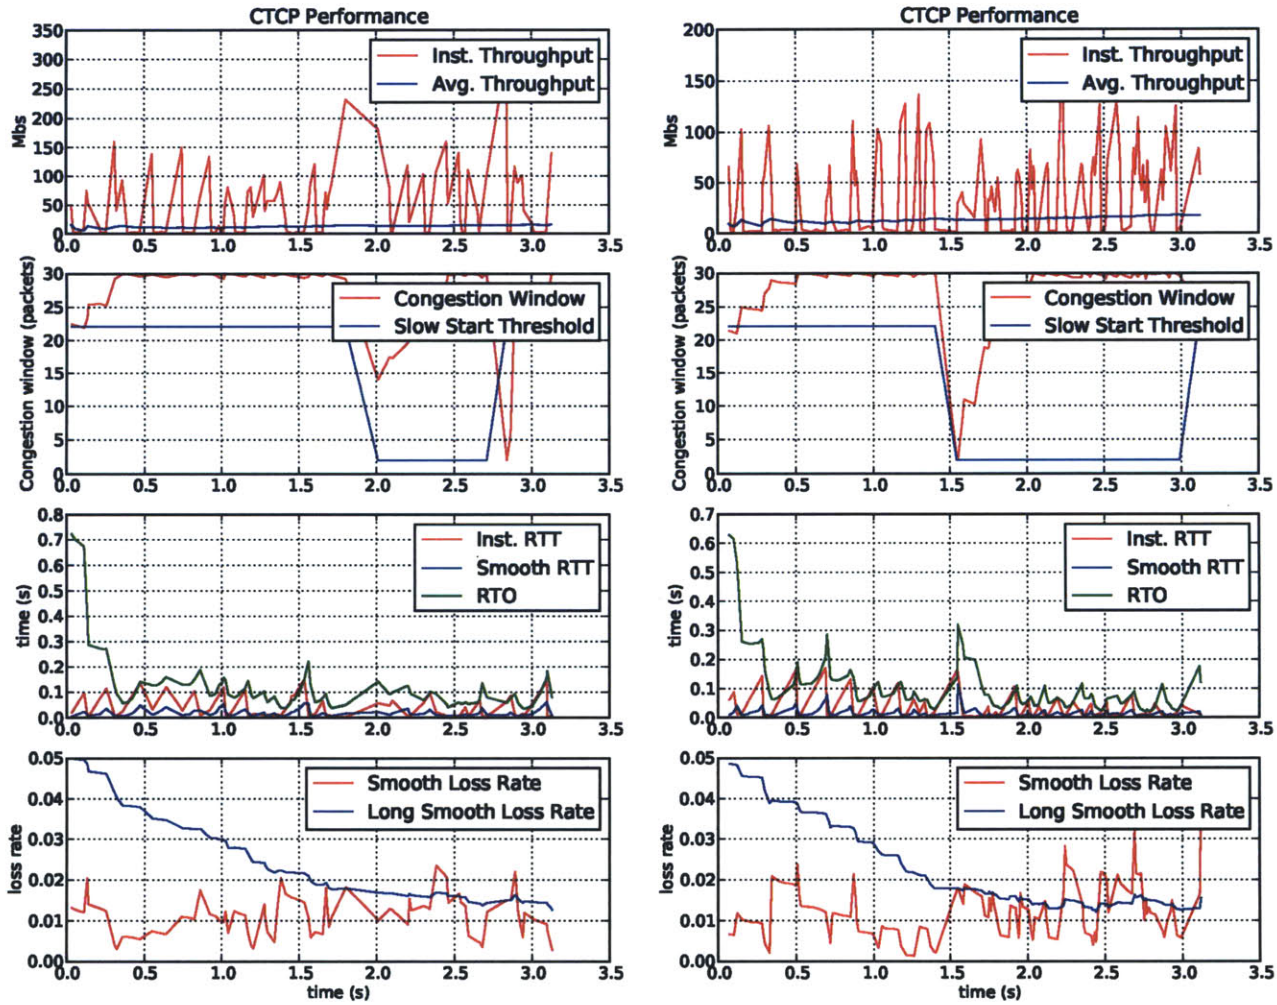 CTCP Performance
350
300
250
200
150
100
50
0
Mbs
Inst. Throughput
Avg. Throughput
0.0 0.5 1.0 1.5 2.0 2.5 3.0 3.5
CTCP Performance
200
150
100
50
0
Mbs
Inst. Throughput
Avg. Throughput
0.0 0.5 1.0 1.5 2.0 2.5 3.0 3.5
30
25
20
15
10
5
0
Congestion window (packets)
Congestion Window
Slow Start Threshold
0.0 0.5 1.0 1.5 2.0 2.5 3.0 3.5
30
25
20
15
10
5
0
Congestion window (packets)
Congestion Window
Slow Start Threshold
0.0 0.5 1.0 1.5 2.0 2.5 3.0 3.5
0.8
0.7
0.6
0.5
0.4
0.3
0.2
0.1
0.0
time (s)
Inst. RTT
Smooth RTT
RTO
0.0 0.5 1.0 1.5 2.0 2.5 3.0 3.5
0.7
0.6
0.5
0.4
0.3
0.2
0.1
0.0
time (s)
Inst. RTT
Smooth RTT
RTO
0.0 0.5 1.0 1.5 2.0 2.5 3.0 3.5
0.05
0.04
0.03
0.02
0.01
0.00
loss rate
Smooth Loss Rate
Long Smooth Loss Rate
0.0 0.5 1.0 1.5 2.0 2.5 3.0 3.5
time (s)
0.05
0.04
0.03
0.02
0.01
0.00
loss rate
Smooth Loss Rate
Long Smooth Loss Rate
0.0 0.5 1.0 1.5 2.0 2.5 3.0 3.5
time (s)